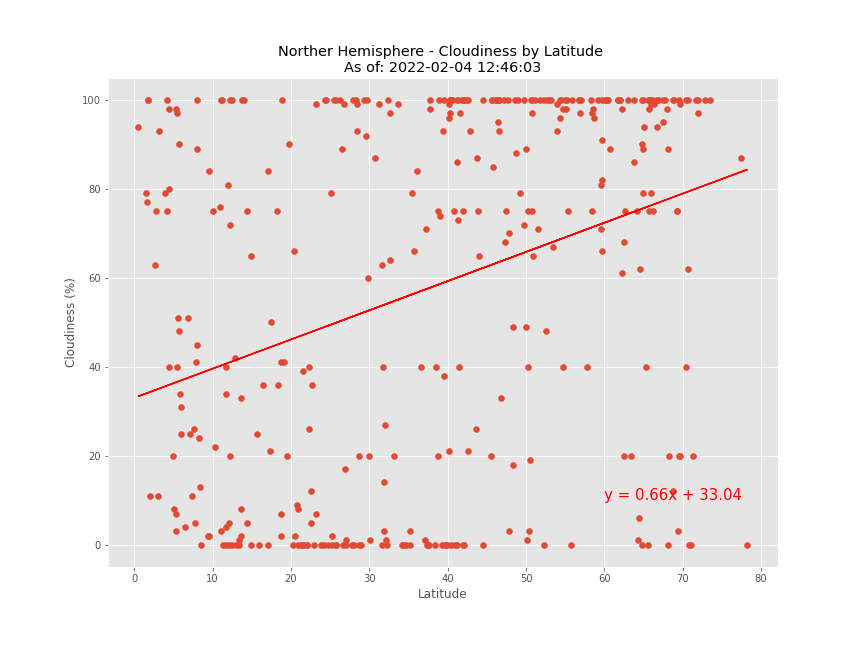 Norther Hemisphere - Cloudiness by Latitude
As of: 2022-02-04 12:46:03
100
80
60
40
20
0
Cloudiness (%)
y = 0.66x + 33.04
0 10 20 30 40 50 60 70 80
Latitude